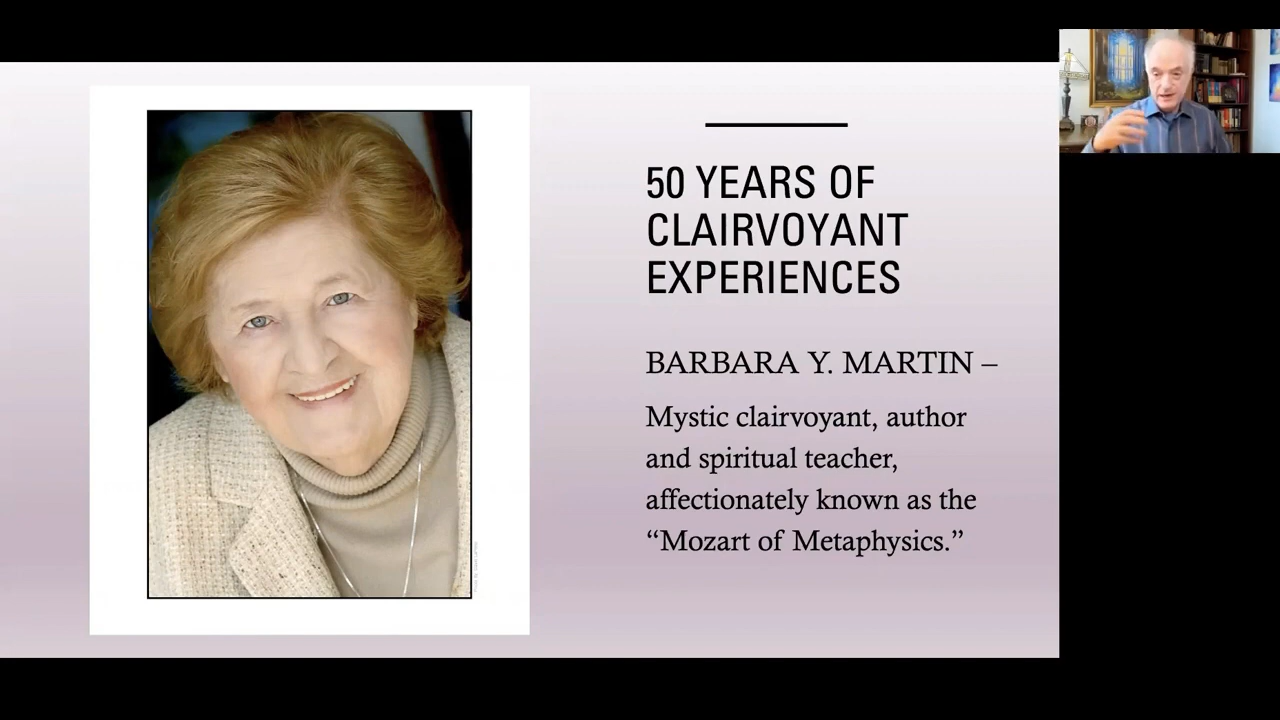 50 YEARS OF
CLAIRVOYANT
EXPERIENCES
BARBARA Y. MARTIN –
Mystic clairvoyant, author
and spiritual teacher,
affectionately known as the
“Mozart of Metaphysics.”